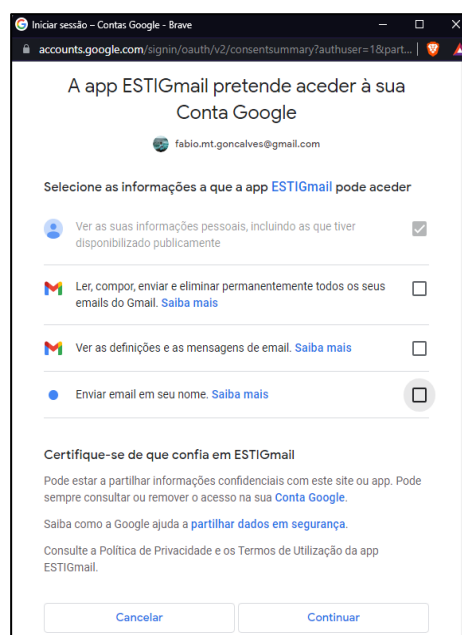 Iniciar sessão – Contas Google - Brave
accounts.google.com/signin/oauth/v2/consentsummary?authuser=1&part...
A app ESTIGmail pretende aceder à sua
Conta Google
fabio.mt.goncalves@gmail.com
Selecione as informações a que a app ESTIGmail pode aceder
Ver as suas informações pessoais, incluindo as que tiver
disponibilizado publicamente
Ler, compor, enviar e eliminar permanentemente todos os seus
emails do Gmail. Saiba mais
Ver as definições e as mensagens de email. Saiba mais
Enviar email em seu nome. Saiba mais
Certifique-se de que confia em ESTIGmail
Pode estar a partilhar informações confidenciais com este site ou app. Pode
sempre consultar ou remover o acesso na sua Conta Google.
Saiba como a Google ajuda a partilhar dados em segurança.
Consulte a Política de Privacidade e os Termos de Utilização da app
ESTIGmail.
Cancelar
Continuar